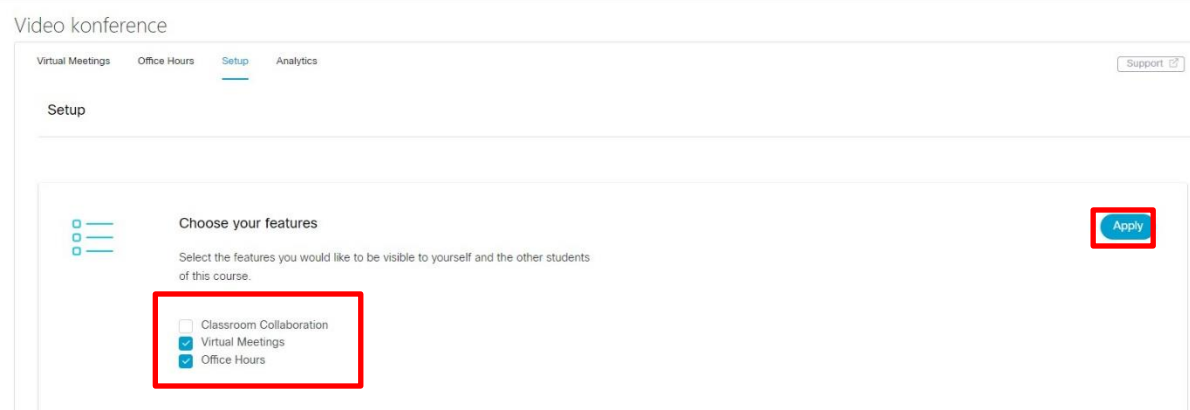 Video konference
Virtual Meetings Office Hours Setup Analytics
Support
Setup
Choose your features
Apply
Select the features you would like to be visible to yourself and the other students
of this course.
Classroom Collaboration
Virtual Meetings
Office Hours